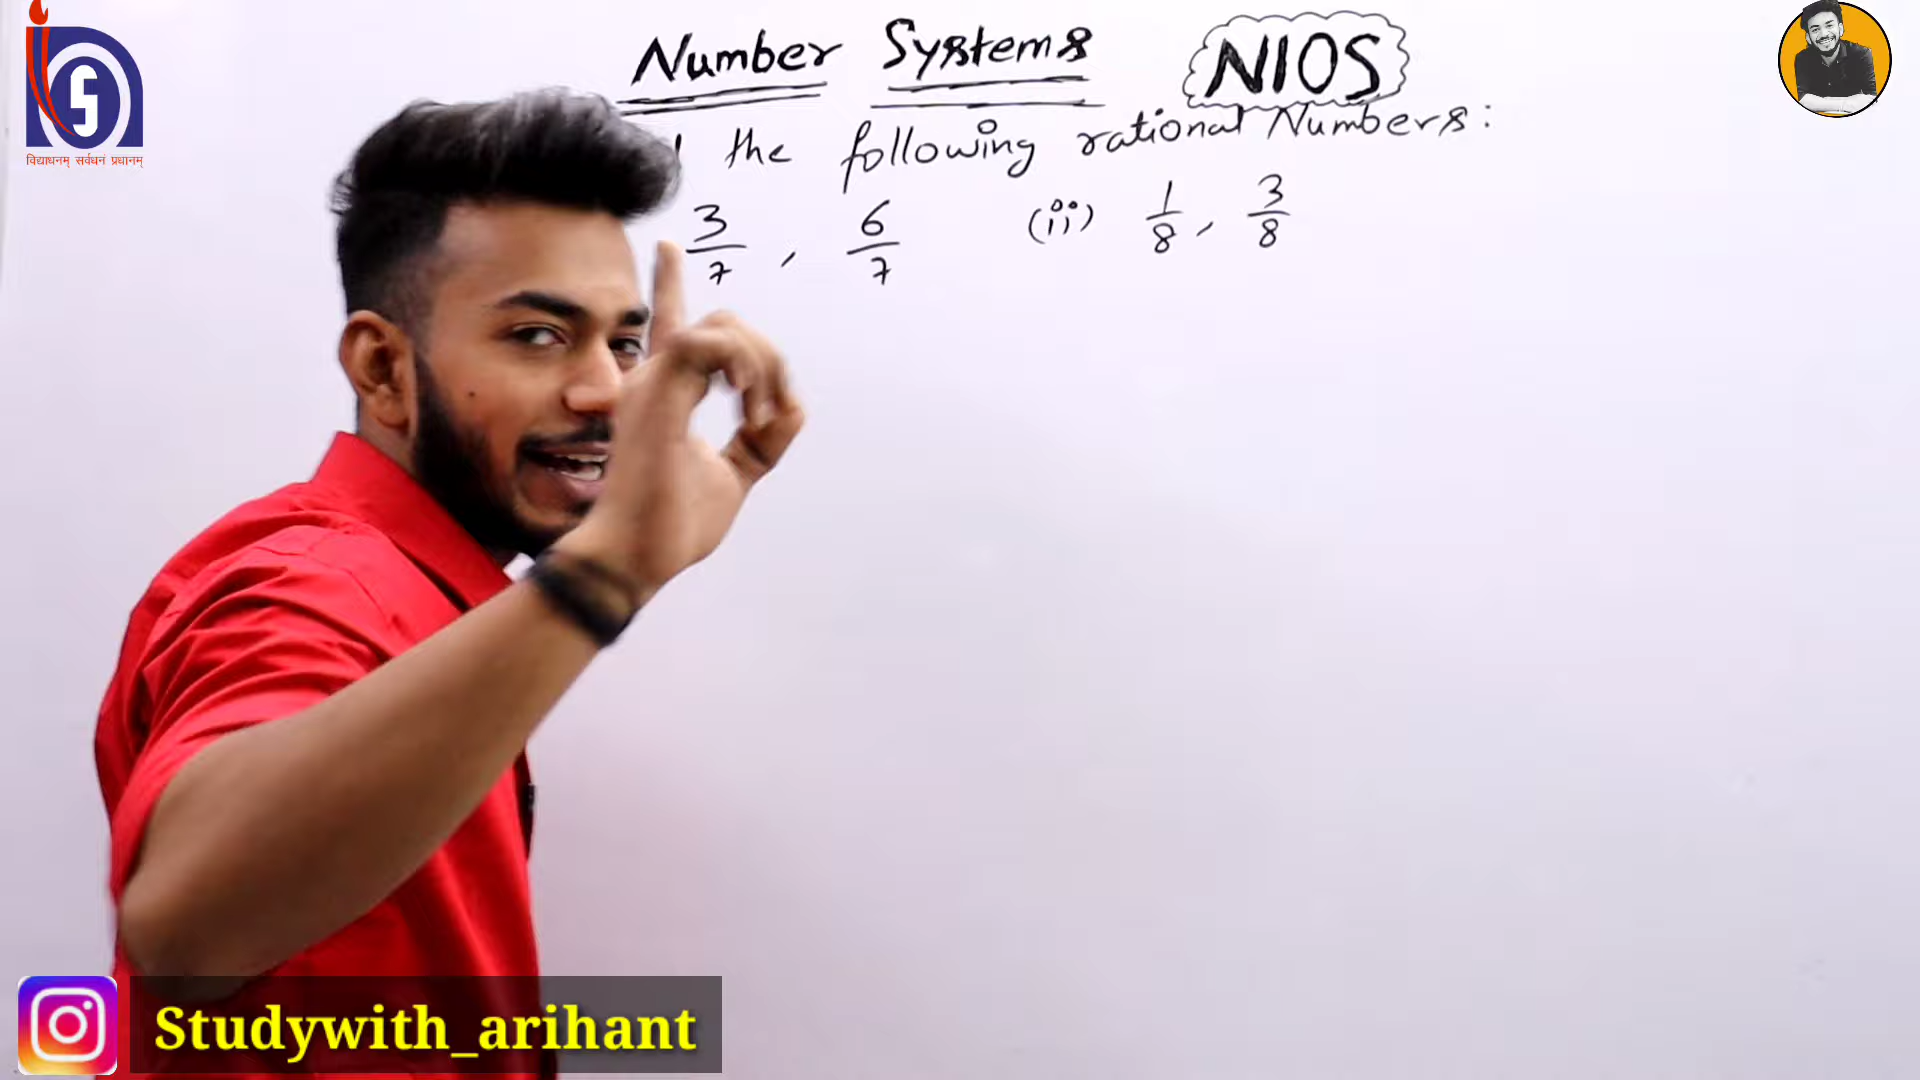 Number Systems NIOS
the following rational Numbers:
3/7 , 6/7 (ii) 1/8 , 3/8
विद्याधनम् सर्वधनं प्रधानम्
Studywith_arihant